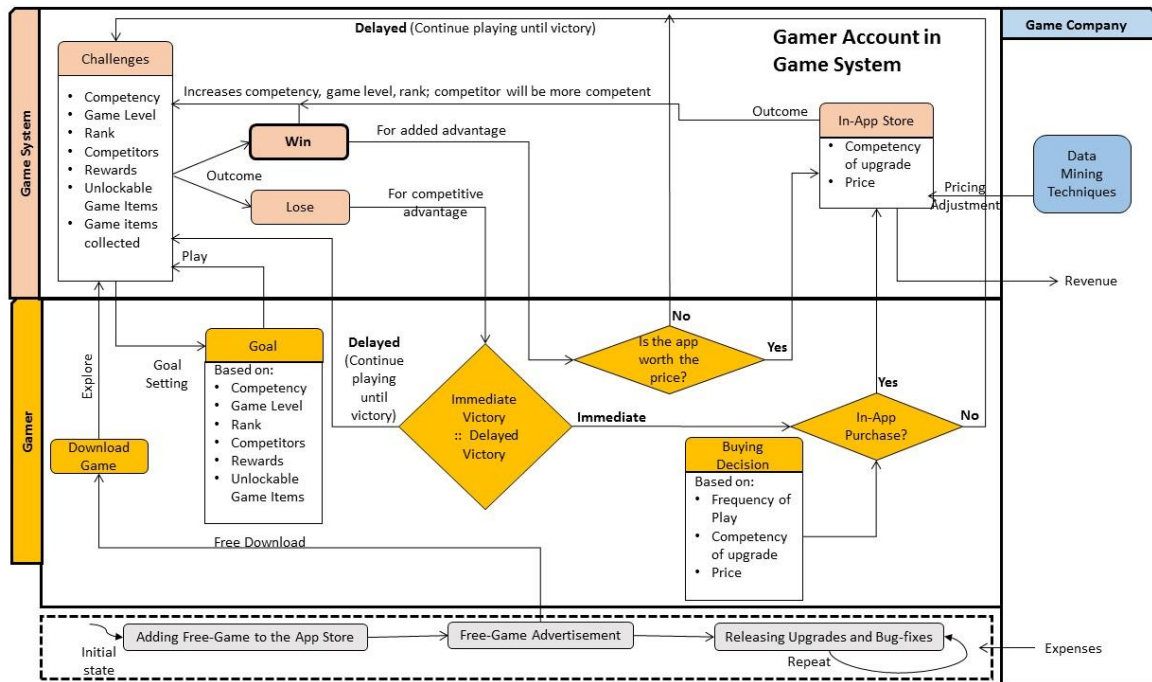 Game System
Delayed (Continue playing until victory)
Gamer Account in
Game System
Game Company
Challenges
• Competency
• Game Level
• Rank
• Competitors
• Rewards
• Unlockable
Game Items
• Game items
collected
Increases competency, game level, rank; competitor will be more competent
Outcome
Win
For added advantage
Outcome
Lose
For competitive
advantage
In-App Store
• Competency
of upgrade
• Price
Data
Mining
Techniques
Pricing
Adjustment
Play
Revenue
Gamer
Explore
Goal
Setting
Goal
Based on:
• Competency
• Game Level
• Rank
• Competitors
• Rewards
• Unlockable
Game Items
Delayed
(Continue
playing
until
victory)
Immediate
Victory
:: Delayed
Victory
No
Is the app
worth the
price?
Yes
Immediate
Yes
In-App
Purchase?
No
Download
Game
Buying
Decision
Based on:
• Frequency of
Play
• Competency
of upgrade
• Price
Free Download
Initial
state
Adding Free-Game to the App Store
Free-Game Advertisement
Releasing Upgrades and Bug-fixes
Repeat
Expenses